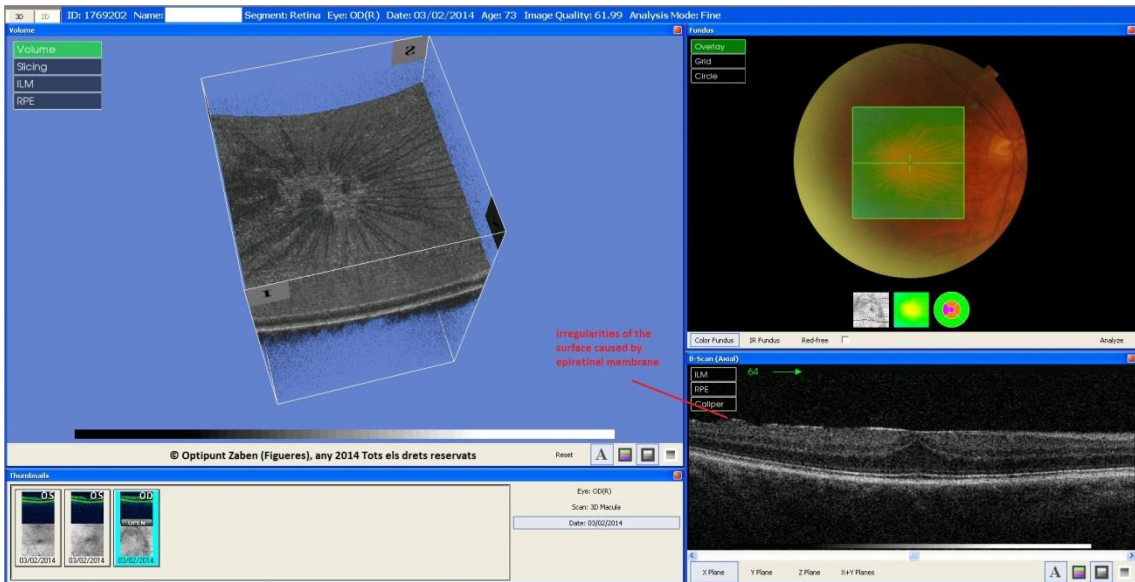 3D 2D ID: 1769202 Name: Segment: Retina Eye: OD(R) Date: 03/02/2014 Age: 73 Image Quality: 61.99 Analysis Mode: Fine
Volume
Volume
Slicing
ILM
RPE
S
1
© Optipunt Zaben (Figueres), any 2014 Tots els drets reservats
Reset
A
Thumbnails
OS
OS
OD
OPEN
03/02/2014
03/02/2014
03/02/2014
Eye: OD(R)
Scan: 3D Macula
Date: 03/02/2014
Fundus
Overlay
Grid
Circle
Color Fundus IR Fundus Red-free Analyze
irregularities of the
surface caused by
epiretinal membrane
B-Scan (Axial)
ILM
RPE
Caliper
64
X Plane Y Plane Z Plane X+Y Planes
A